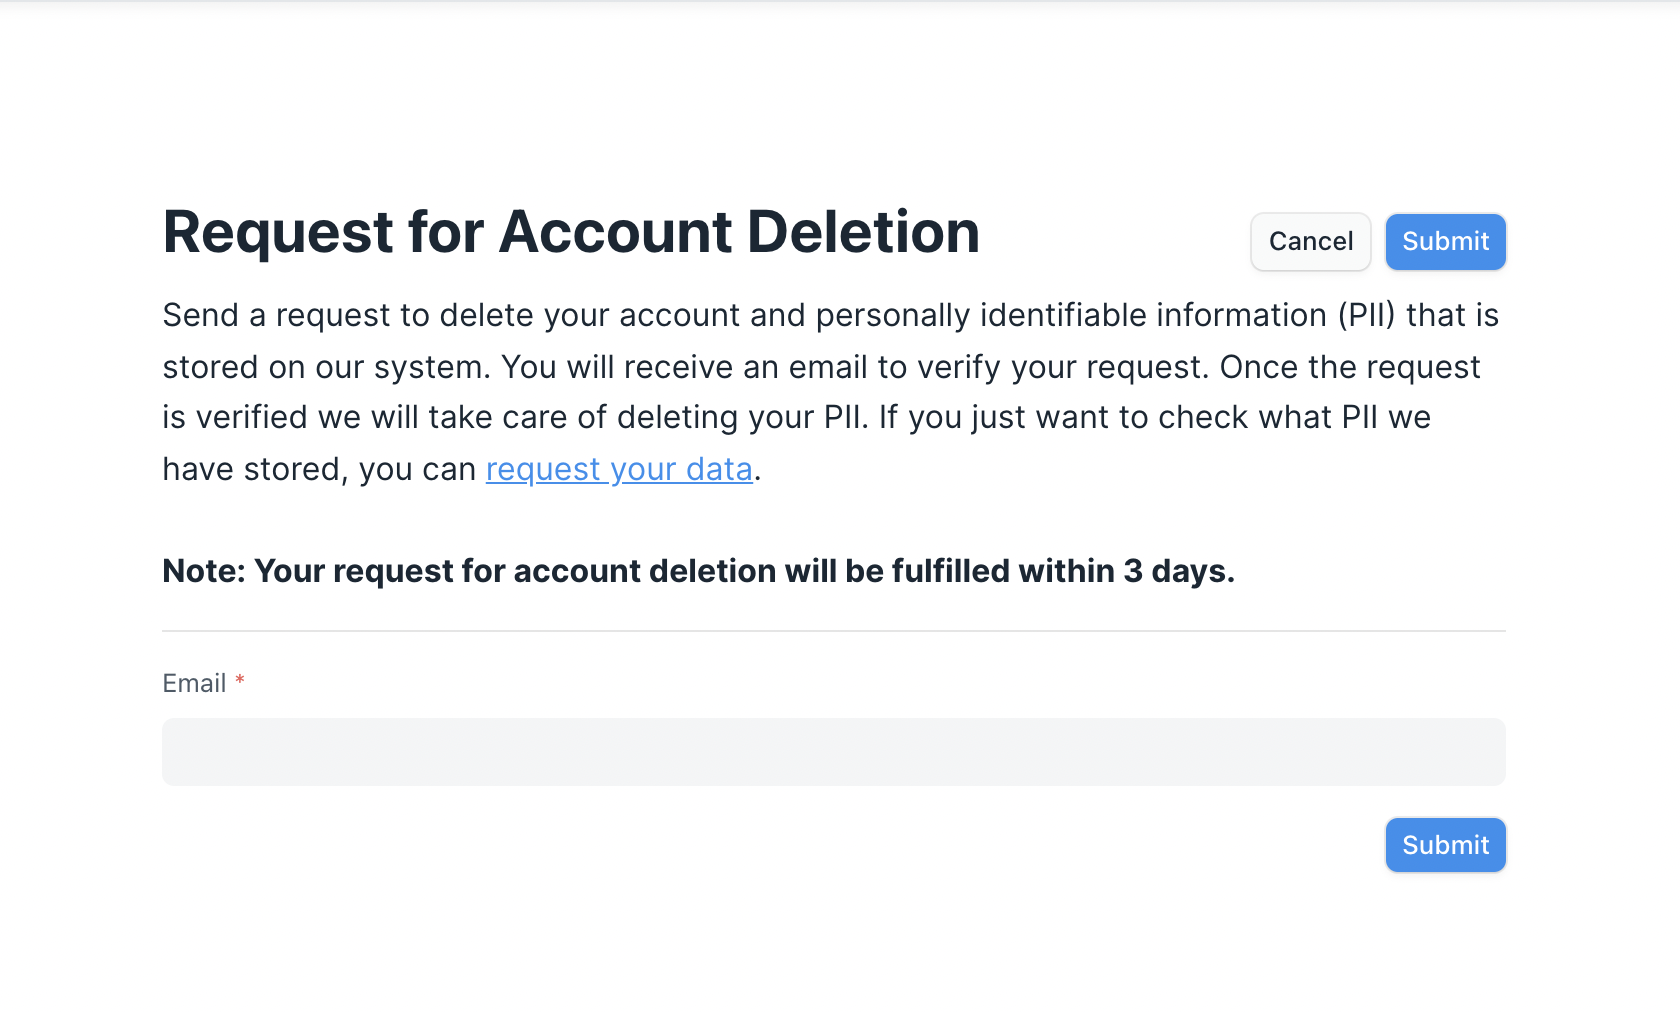 Request for Account Deletion
Cancel
Submit
Send a request to delete your account and personally identifiable information (PII) that is
stored on our system. You will receive an email to verify your request. Once the request
is verified we will take care of deleting your PII. If you just want to check what PII we
have stored, you can request your data.
Note: Your request for account deletion will be fulfilled within 3 days.
Email *
Submit